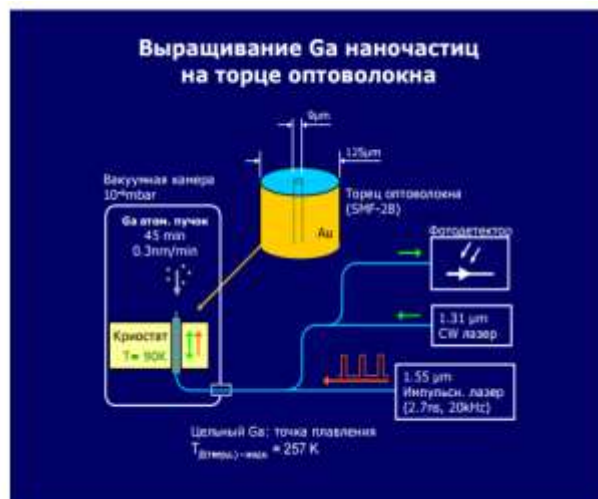 Выращивание Ga наночастиц
на торце оптоволокна
9μm
125μm
Вакуумная камера
10⁻⁶mbar
Торец оптоволокна
(SMF-28)
Ga атом. пучок
45 min
0.3nm/min
Au
Фотодетектор
Криостат
T= 90K
1.31 μm
CW лазер
1.55 μm
Импульсн. лазер
(2.7ns, 20kHz)
Цельный Ga: точка плавления
= 257 K